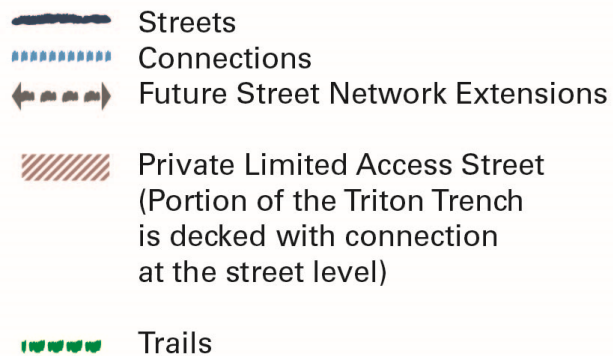 Streets
Connections
Future Street Network Extensions
Private Limited Access Street
(Portion of the Triton Trench
is decked with connection
at the street level)
Trails